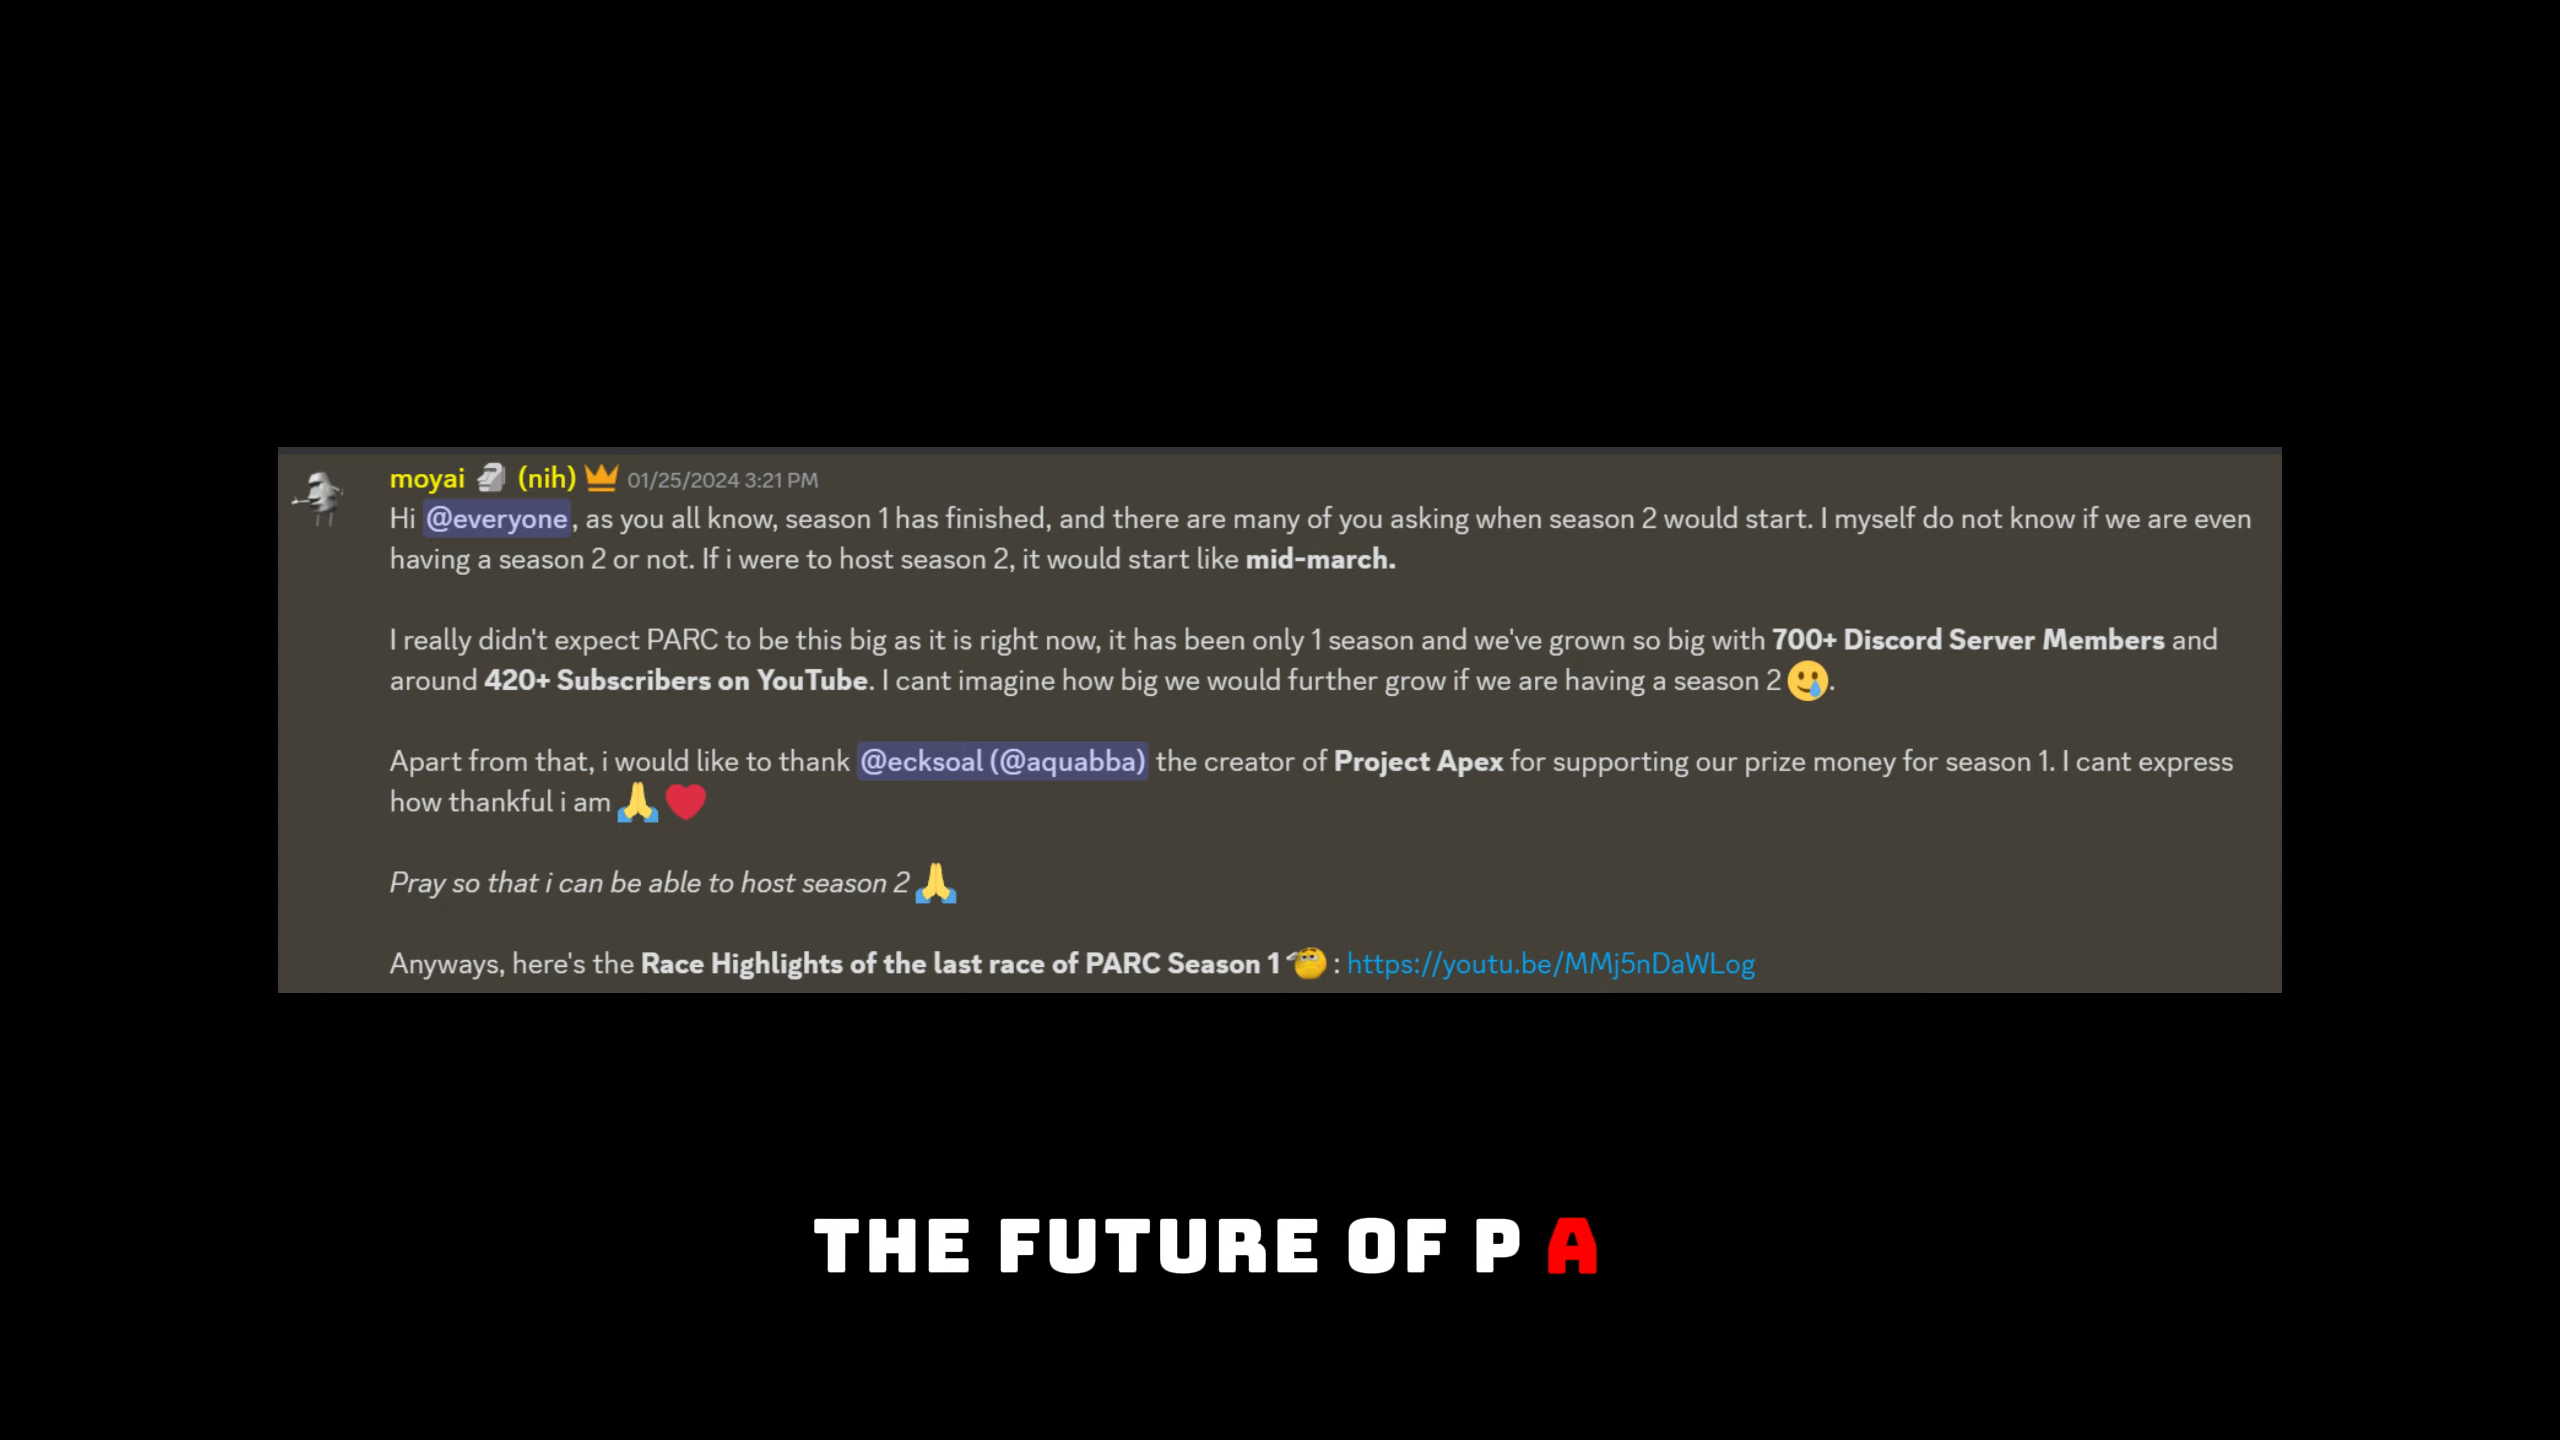 moyai 🗿 (nih) 01/25/2024 3:21 PM
Hi @everyone, as you all know, season 1 has finished, and there are many of you asking when season 2 would start. I myself do not know if we are even
having a season 2 or not. If i were to host season 2, it would start like mid-march.
I really didn't expect PARC to be this big as it is right now, it has been only 1 season and we've grown so big with 700+ Discord Server Members and
around 420+ Subscribers on YouTube. I cant imagine how big we would further grow if we are having a season 2 🥲.
Apart from that, i would like to thank @ecksoal (@aquabba) the creator of Project Apex for supporting our prize money for season 1. I cant express
how thankful i am 🙏 ❤️
Pray so that i can be able to host season 2 🙏
Anyways, here's the Race Highlights of the last race of PARC Season 1 : https://youtu.be/MMj5nDaWLog
THE FUTURE OF P A